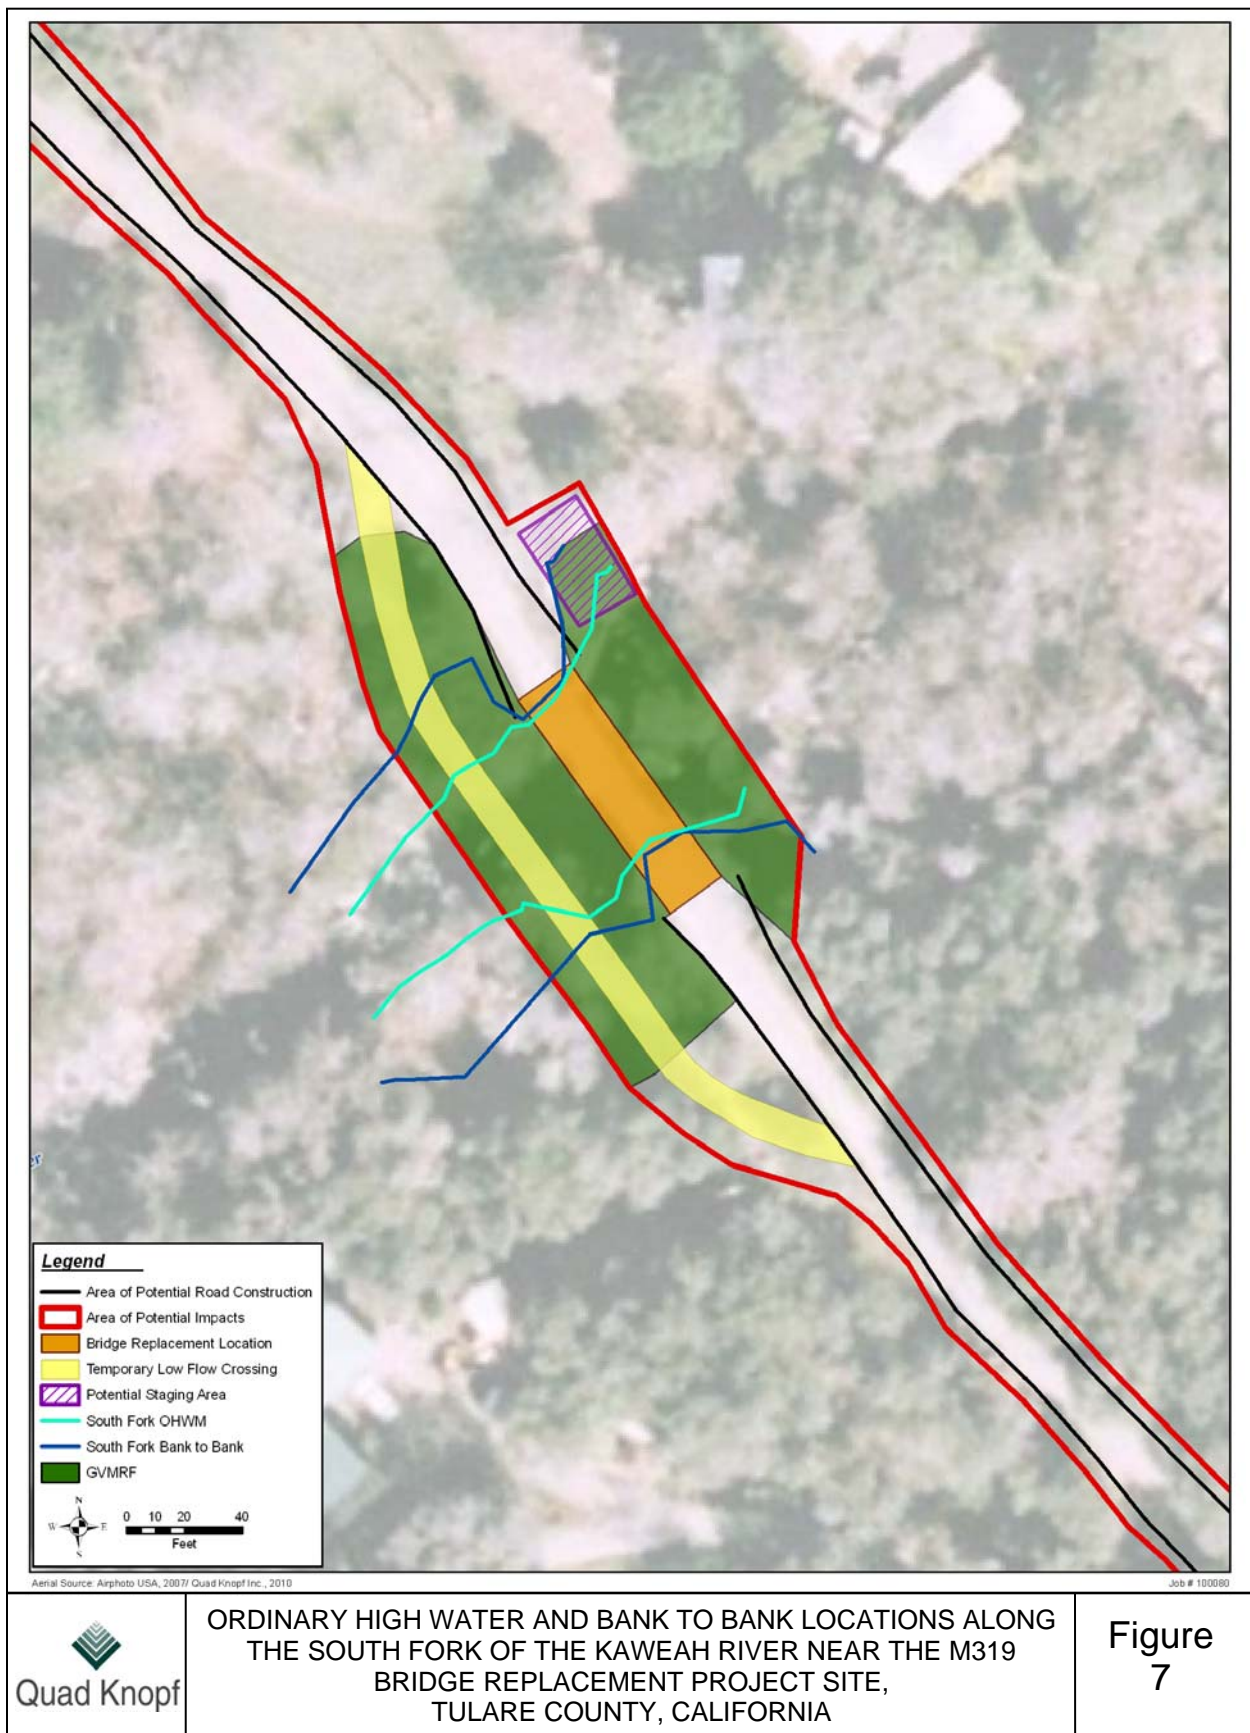 er
Legend
Area of Potential Road Construction
Area of Potential Impacts
Bridge Replacement Location
Temporary Low Flow Crossing
Potential Staging Area
South Fork OHWM
South Fork Bank to Bank
GVMRF
N
W E
S
0 10 20 40
Feet
Aerial Source: Airphoto USA, 2007/ Quad Knopf Inc., 2010
Job # 100080
Quad Knopf
ORDINARY HIGH WATER AND BANK TO BANK LOCATIONS ALONG
THE SOUTH FORK OF THE KAWEAH RIVER NEAR THE M319
BRIDGE REPLACEMENT PROJECT SITE,
TULARE COUNTY, CALIFORNIA
Figure
7